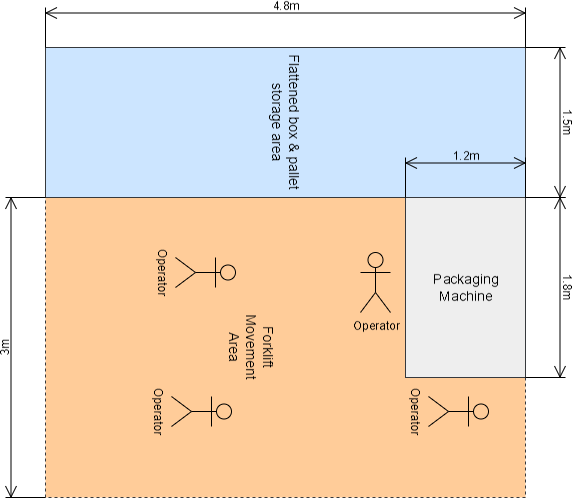 4.8m
Flattened box & pallet
storage area
1.5m
1.2m
Packaging
Machine
1.8m
Operator
Operator
Forklift
Movement
Area
3m
Operator
Operator